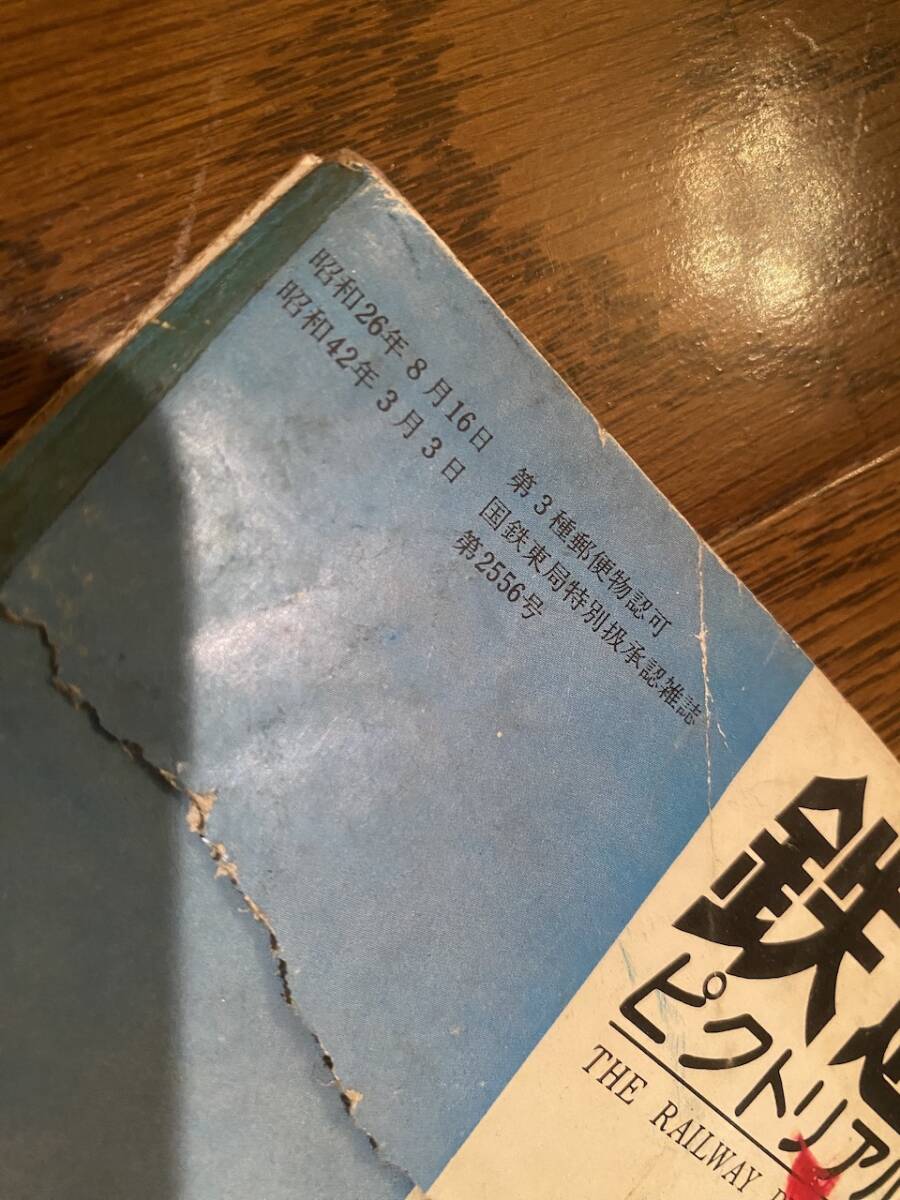 昭和26年8月16日 第3種郵便物認可
昭和42年3月3日 国鉄東局特別扱承認雑誌
第2556号
鉄
ピクトリアル
THE RAILWAY